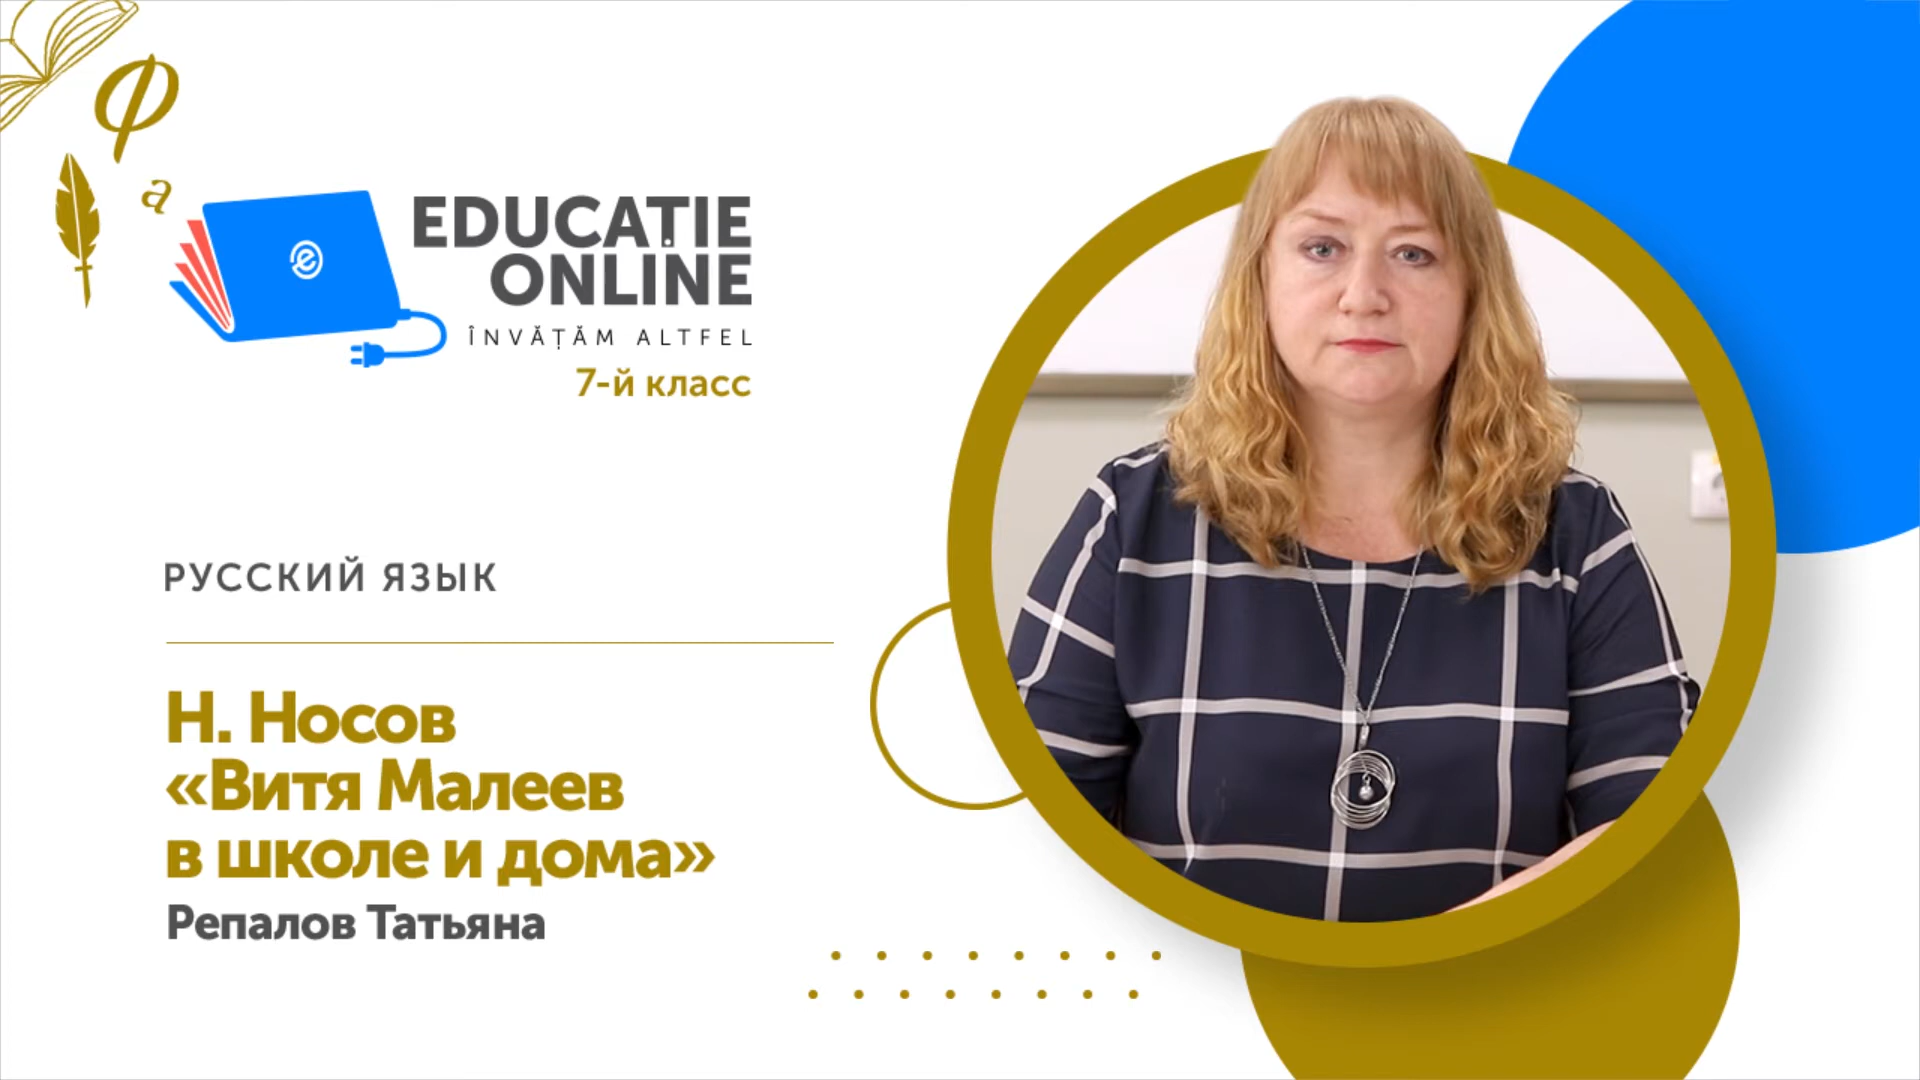 Ф
а
e
EDUCAȚIE
ONLINE
ÎNVĂȚĂM ALTFEL
7-й класс
РУССКИЙ ЯЗЫК
Н. Носов
«Витя Малеев
в школе и дома»
Репалов Татьяна